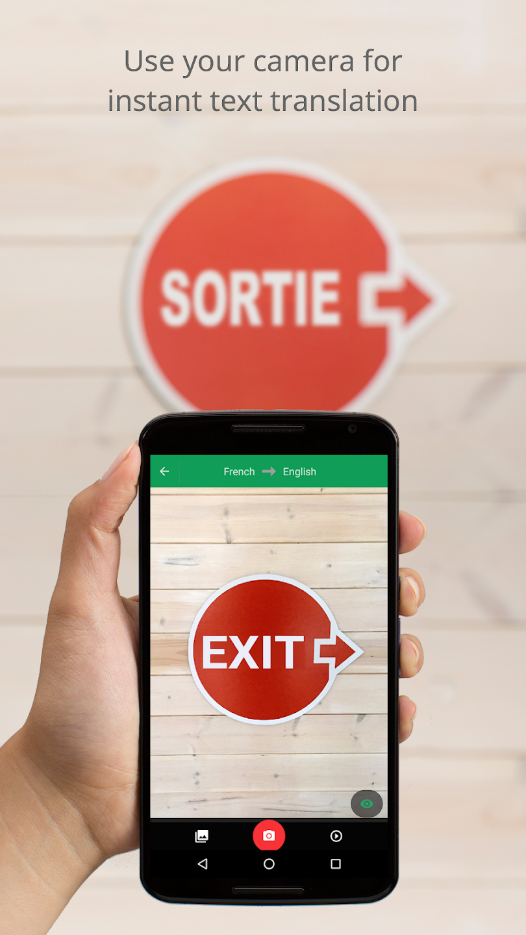 Use your camera for
instant text translation
SORTIE
French English
EXIT